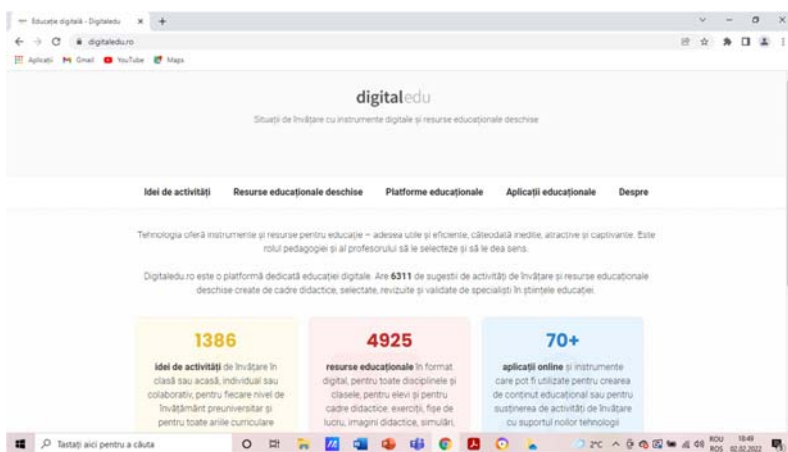 Educație digitală - Digitaledu
digitaledu.ro
Aplicații Gmail YouTube Maps
digitaledu
Situații de învățare cu instrumente digitale și resurse educaționale deschise
Idei de activități Resurse educaționale deschise Platforme educaționale Aplicații educaționale Despre
Tehnologia oferă instrumente și resurse pentru educație – adesea utile și eficiente, câteodată inedite, atractive și captivante. Este
rolul pedagogiei și al profesorului să le selecteze și să le dea sens.
Digitaledu.ro este o platformă dedicată educației digitale. Are 6311 de sugestii de activități de învățare și resurse educaționale
deschise create de cadre didactice, selectate, revizuite și validate de specialiști în științele educației.
1386
idei de activități de învățare în
clasă sau acasă, individual sau
colaborativ, pentru fiecare nivel de
învățământ preuniversitar și
pentru toate ariile curriculare
4925
resurse educaționale în format
digital, pentru toate disciplinele și
clasele, pentru elevi și pentru
cadre didactice: exerciții, fișe de
lucru, imagini didactice, simulări,
70+
aplicații online și instrumente
care pot fi utilizate pentru crearea
de conținut educațional sau pentru
susținerea de activități de învățare
cu suportul noilor tehnologii
Tastați aici pentru a căuta
2°C
ROU 18:49
ROS 02.02.2022